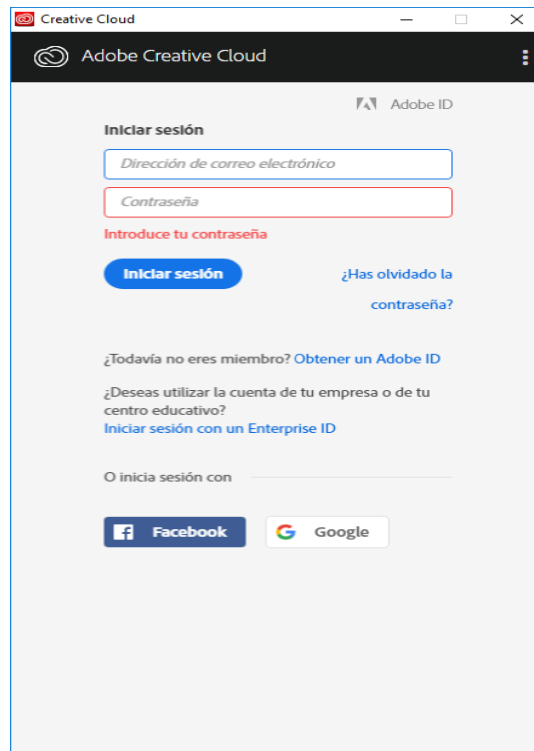 Creative Cloud
Adobe Creative Cloud
Adobe ID
Iniciar sesión
Dirección de correo electrónico
Contraseña
Introduce tu contraseña
Iniciar sesión
¿Has olvidado la
contraseña?
¿Todavía no eres miembro? Obtener un Adobe ID
¿Deseas utilizar la cuenta de tu empresa o de tu
centro educativo?
Iniciar sesión con un Enterprise ID
O inicia sesión con
Facebook
Google